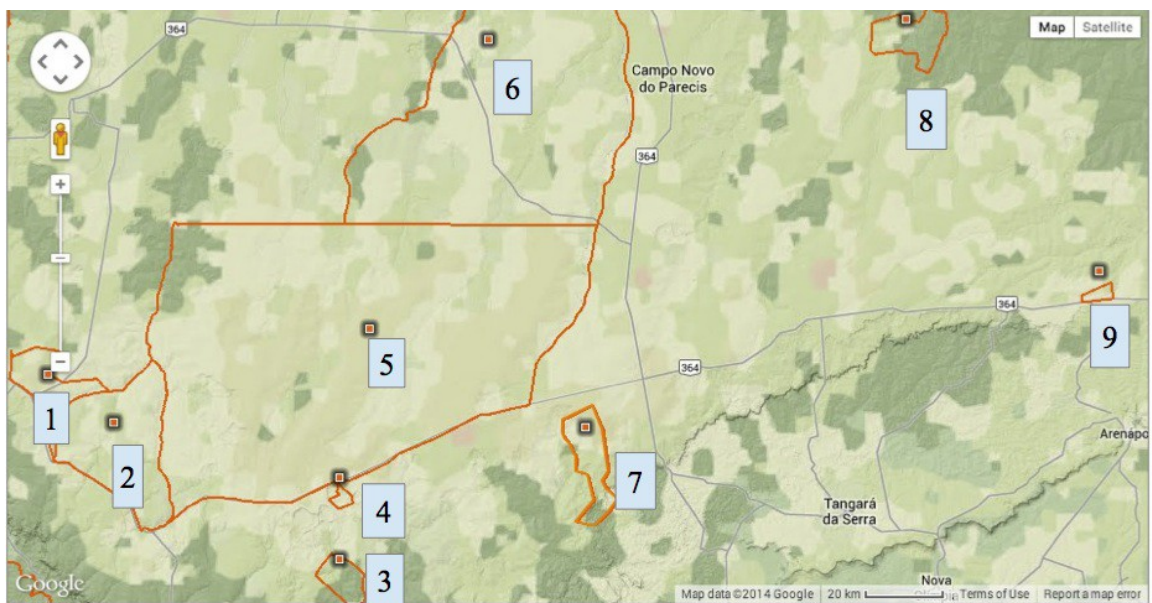 364
Map
Satellite
6
Campo Novo
do Parecis
8
364
364
9
364
5
1
2
7
4
3
Arenápo
Tangará
da Serra
Nova
Google
Map data ©2014 Google
20 km
Terms of Use
Report a map error